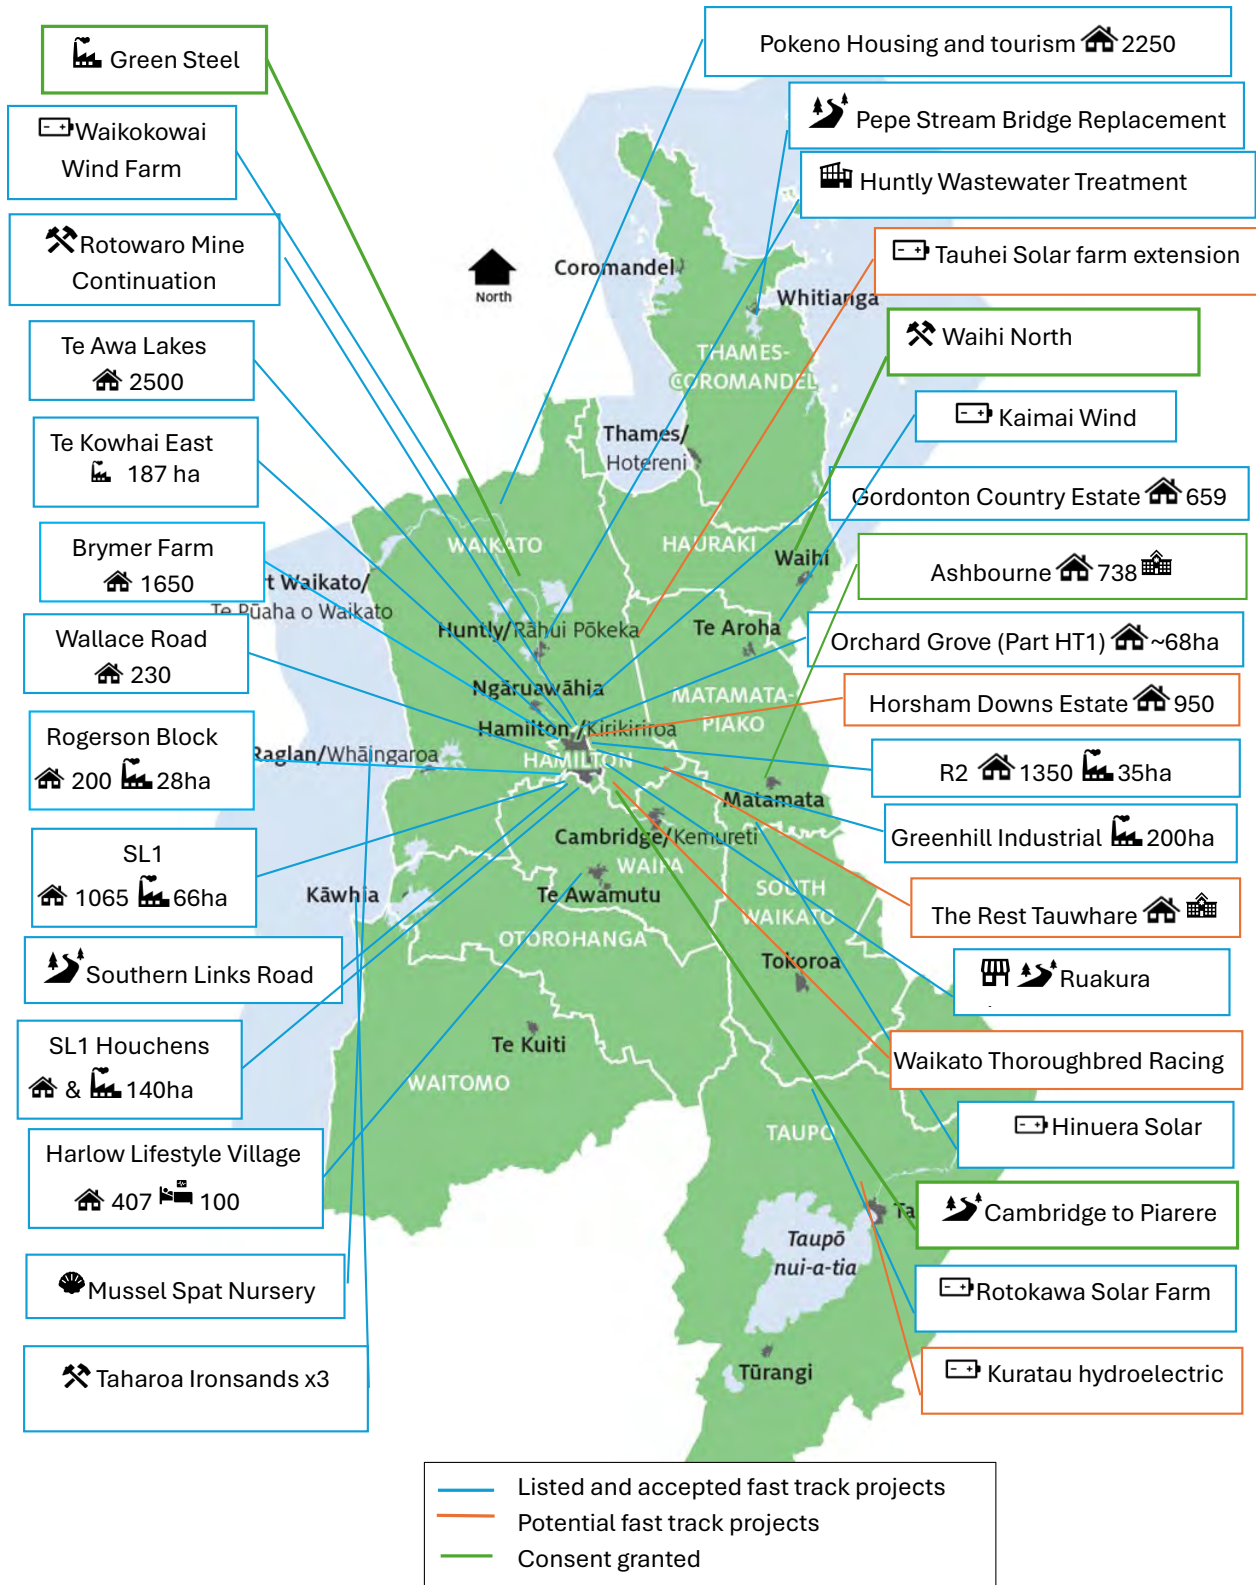 Green Steel
Waikokowai
Wind Farm
Rotowaro Mine
Continuation
Te Awa Lakes
2500
Te Kowhai East
187 ha
Brymer Farm
1650
Wallace Road
230
Rogerson Block
200 28ha
SL1
1065 66ha
Southern Links Road
SL1 Houchens
& 140ha
Harlow Lifestyle Village
407 100
Mussel Spat Nursery
Taharoa Ironsands x3
Pokeno Housing and tourism 2250
Pepe Stream Bridge Replacement
Huntly Wastewater Treatment
Tauhei Solar farm extension
Waihi North
Kaimai Wind
Gordonton Country Estate 659
Ashbourne 738
Orchard Grove (Part HT1) ~68ha
Horsham Downs Estate 950
R2 1350 35ha
Greenhill Industrial 200ha
The Rest Tauwhare
Ruakura
Waikato Thoroughbred Racing
Hinuera Solar
Cambridge to Piarere
Rotokawa Solar Farm
Kuratau hydroelectric
North
Coromandel
Whitianga
THAMES-
COROMANDEL
Thames/
Hotereni
WAIKATO
HAURAKI
Waihi
rt Waikato/
Te Pūaha o Waikato
Huntly/Rāhui Pōkeka
Te Aroha
Ngāruawāhia
MATAMATA-
PIAKO
Hamilton/Kirikiriroa
Raglan/Whāingaroa
HAMILTON
Matamata
Cambridge/Kemureti
WAIPA
Kāwhia
Te Awamutu
SOUTH
WAIKATO
OTOROHANGA
Tokoroa
Te Kuiti
WAITOMO
TAUPO
Ta
Taupō
nui-a-tia
Tūrangi
Listed and accepted fast track projects
Potential fast track projects
Consent granted